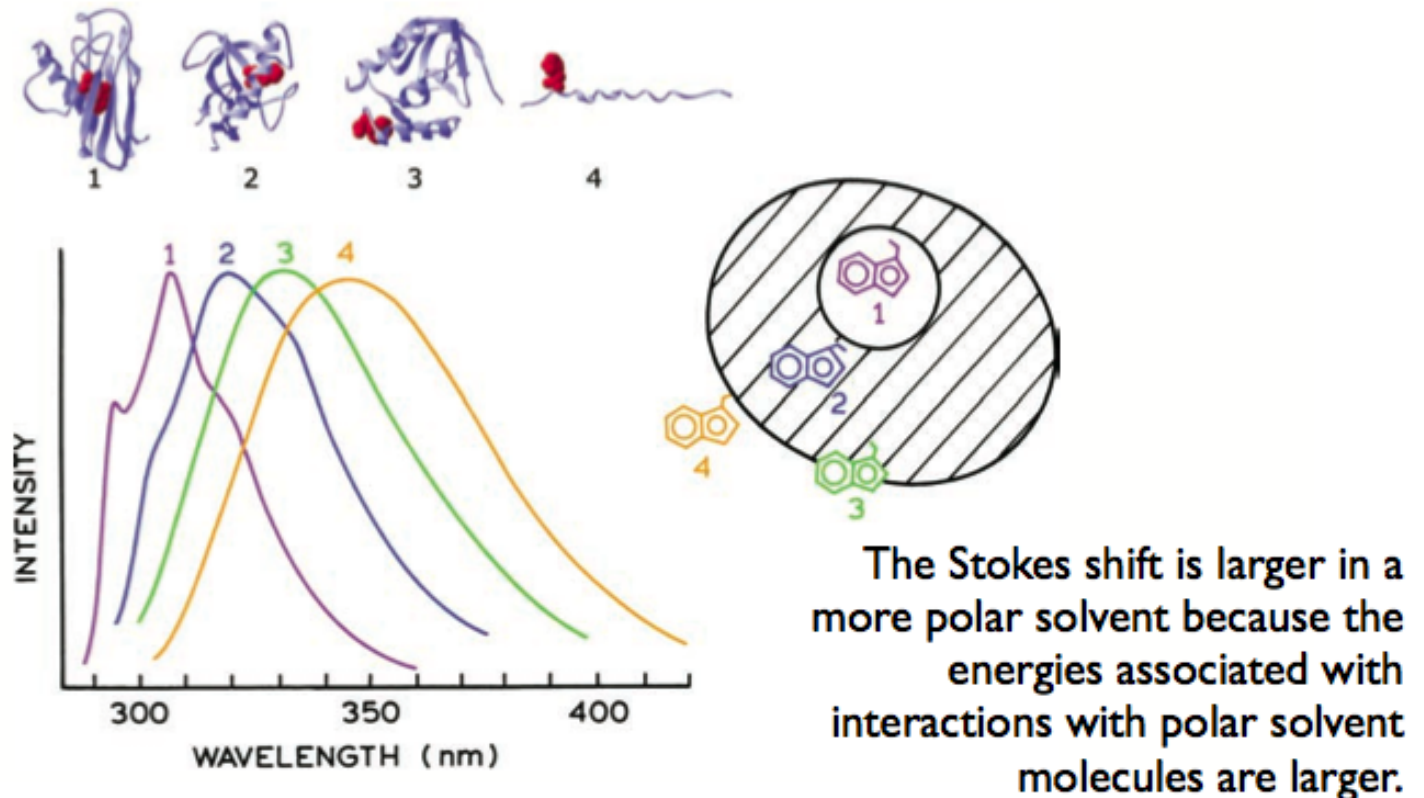 1 2 3 4
1 2 3 4
INTENSITY
300 350 400
WAVELENGTH (nm)
1
2
4
3
The Stokes shift is larger in a
more polar solvent because the
energies associated with
interactions with polar solvent
molecules are larger.